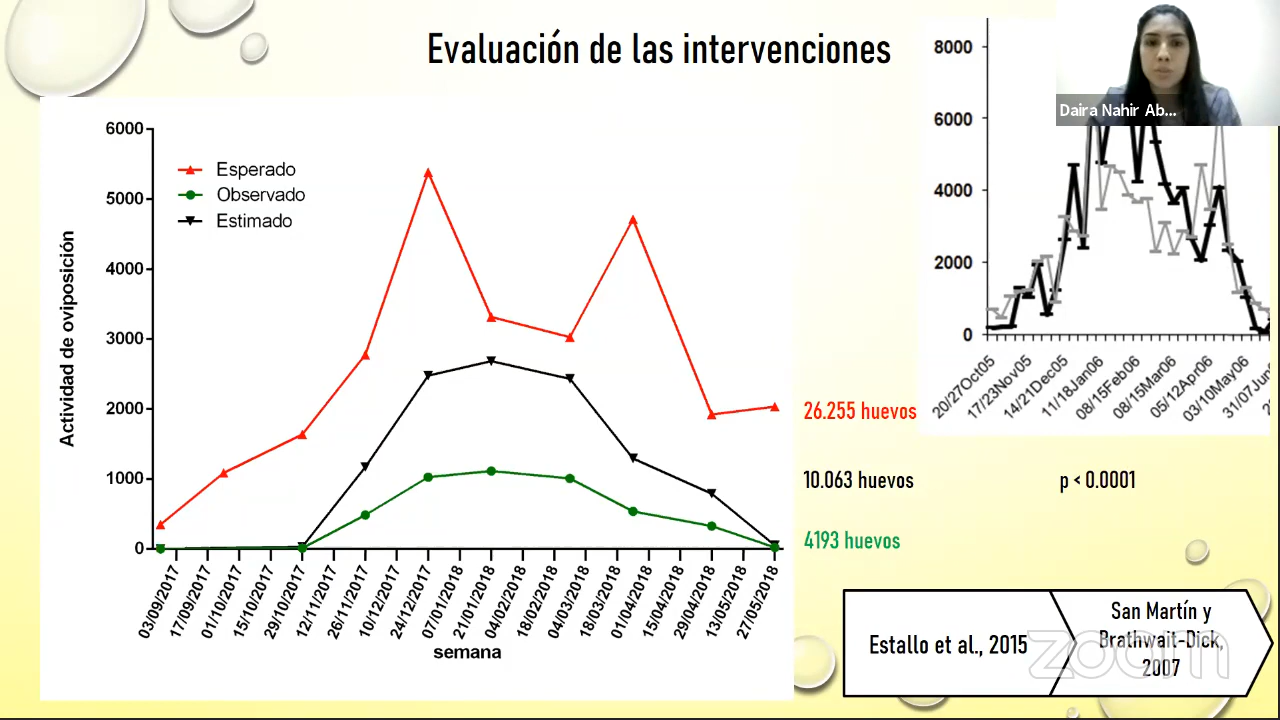 Evaluación de las intervenciones
Daira Nahir Ab...
6000
5000
4000
3000
2000
1000
0
Actividad de oviposición
Esperado
Observado
Estimado
03/09/2017
17/09/2017
01/10/2017
15/10/2017
29/10/2017
12/11/2017
26/11/2017
10/12/2017
24/12/2017
07/01/2018
21/01/2018
04/02/2018
18/02/2018
04/03/2018
18/03/2018
01/04/2018
15/04/2018
29/04/2018
13/05/2018
27/05/2018
semana
8000
6000
4000
2000
0
20/27Oct05
17/23Nov05
14/21Dec05
11/18Jan06
08/15Feb06
08/15Mar06
05/12Apr06
03/10May06
31/07Jun
26.255 huevos
10.063 huevos
p < 0.0001
4193 huevos
Estallo et al., 2015
San Martín y
Brathwait-Dick,
2007
zoom